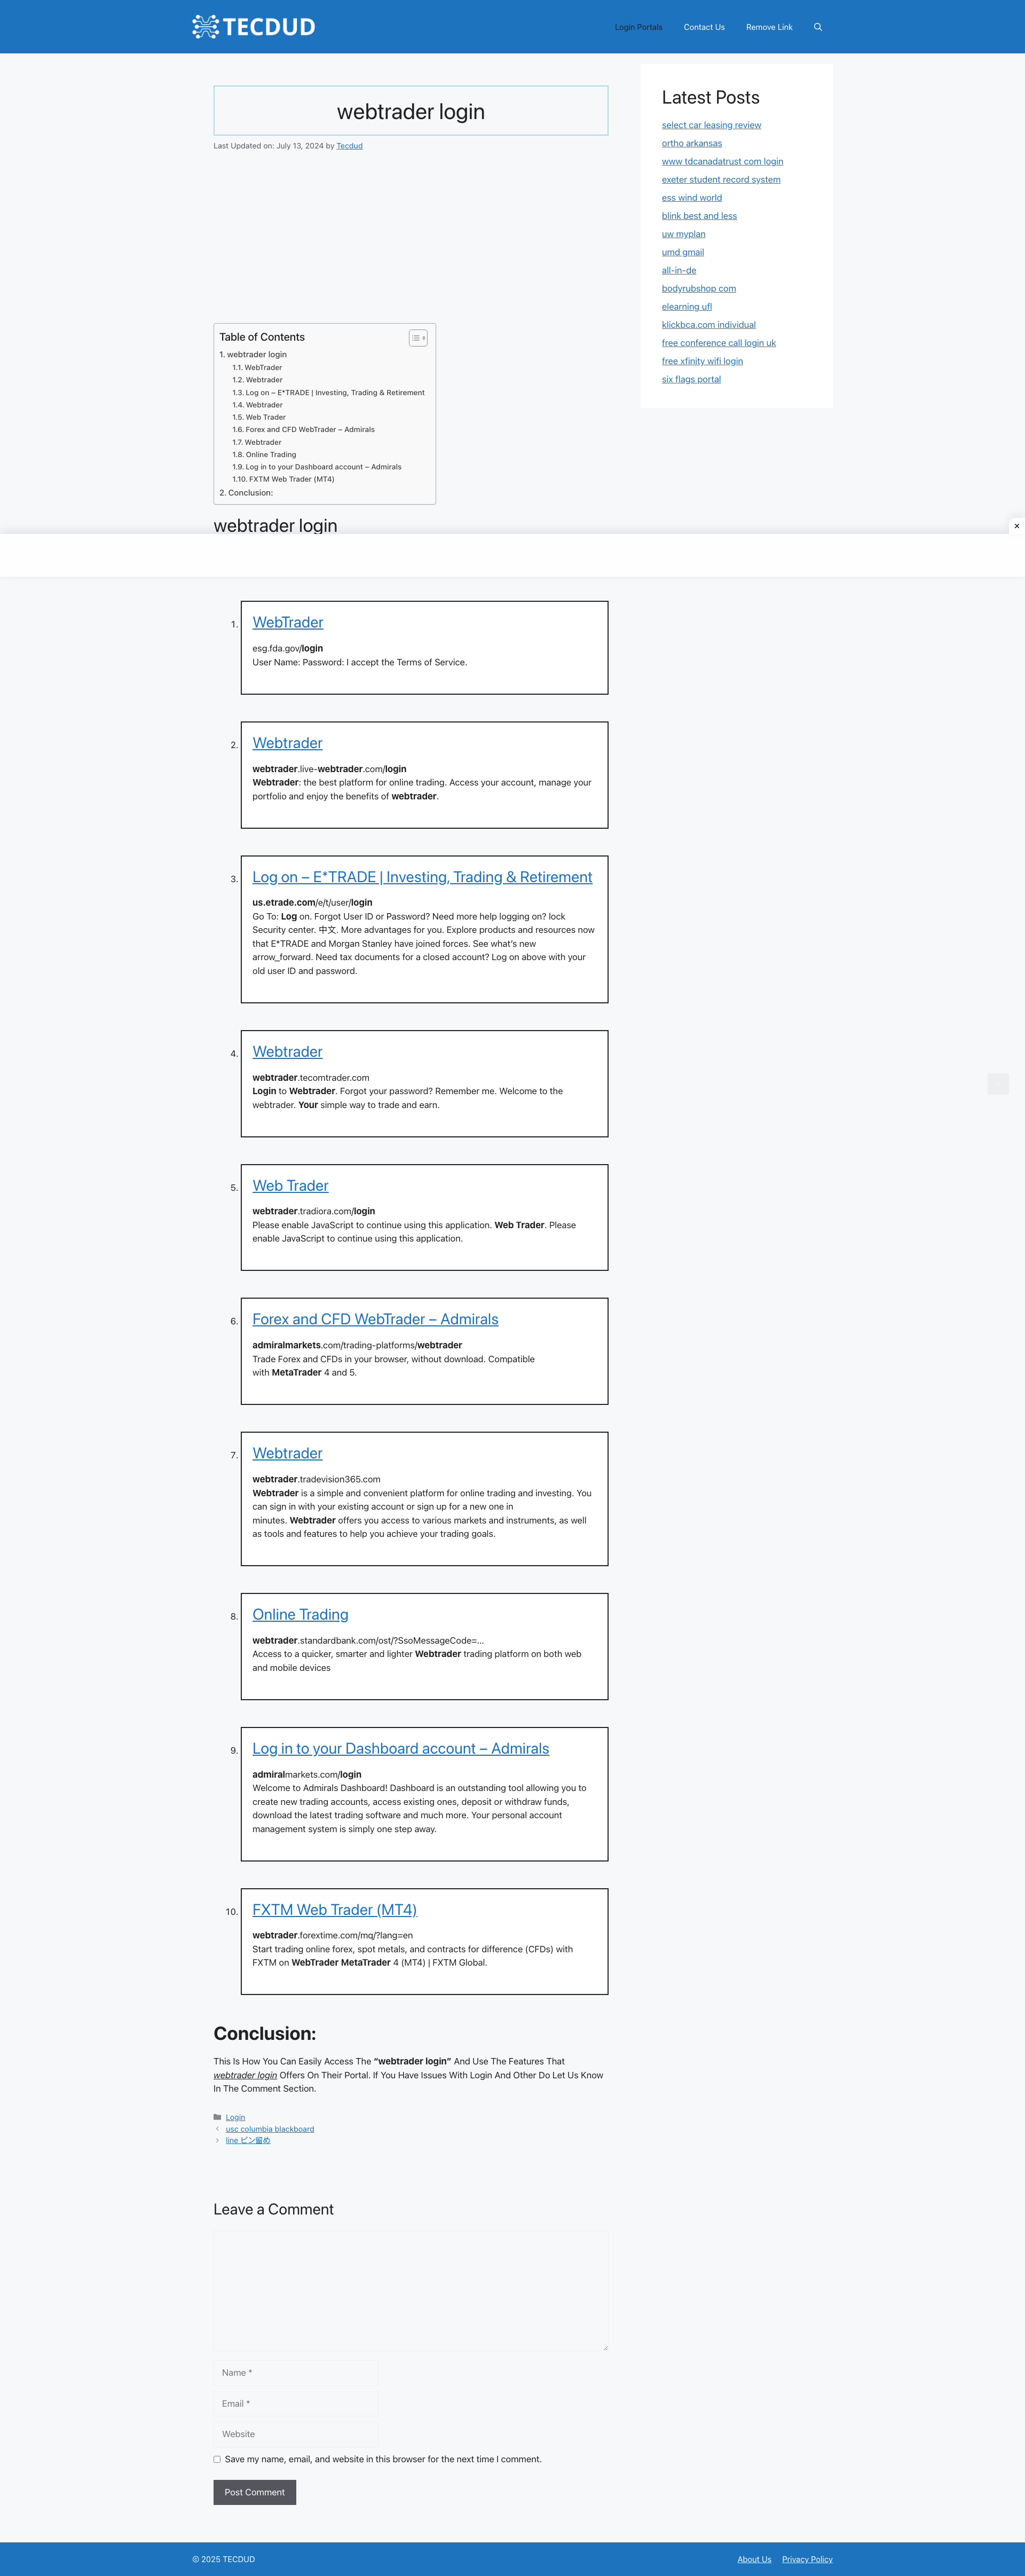 TECDUD
Login Portals
Contact Us
Remove Link
webtrader login
Last Updated on: July 13, 2024 by Tecdud
Table of Contents
1. webtrader login
1.1. WebTrader
1.2. Webtrader
1.3. Log on – E*TRADE | Investing, Trading & Retirement
1.4. Webtrader
1.5. Web Trader
1.6. Forex and CFD WebTrader – Admirals
1.7. Webtrader
1.8. Online Trading
1.9. Log in to your Dashboard account – Admirals
1.10. FXTM Web Trader (MT4)
2. Conclusion:
webtrader login
1. WebTrader
esg.fda.gov/login
User Name: Password: I accept the Terms of Service.
2. Webtrader
webtrader.live-webtrader.com/login
Webtrader: the best platform for online trading. Access your account, manage your
portfolio and enjoy the benefits of webtrader.
3. Log on – E*TRADE | Investing, Trading & Retirement
us.etrade.com/e/t/user/login
Go To: Log on. Forgot User ID or Password? Need more help logging on? lock
Security center. 中文. More advantages for you. Explore products and resources now
that E*TRADE and Morgan Stanley have joined forces. See what's new
arrow_forward. Need tax documents for a closed account? Log on above with your
old user ID and password.
4. Webtrader
webtrader.tecomtrader.com
Login to Webtrader. Forgot your password? Remember me. Welcome to the
webtrader. Your simple way to trade and earn.
5. Web Trader
webtrader.tradiora.com/login
Please enable JavaScript to continue using this application. Web Trader. Please
enable JavaScript to continue using this application.
6. Forex and CFD WebTrader – Admirals
admiralmarkets.com/trading-platforms/webtrader
Trade Forex and CFDs in your browser, without download. Compatible
with MetaTrader 4 and 5.
7. Webtrader
webtrader.tradevision365.com
Webtrader is a simple and convenient platform for online trading and investing. You
can sign in with your existing account or sign up for a new one in
minutes. Webtrader offers you access to various markets and instruments, as well
as tools and features to help you achieve your trading goals.
8. Online Trading
webtrader.standardbank.com/ost/?SsoMessageCode=...
Access to a quicker, smarter and lighter Webtrader trading platform on both web
and mobile devices
9. Log in to your Dashboard account – Admirals
admiralmarkets.com/login
Welcome to Admirals Dashboard! Dashboard is an outstanding tool allowing you to
create new trading accounts, access existing ones, deposit or withdraw funds,
download the latest trading software and much more. Your personal account
management system is simply one step away.
10. FXTM Web Trader (MT4)
webtrader.forextime.com/mq/?lang=en
Start trading online forex, spot metals, and contracts for difference (CFDs) with
FXTM on WebTrader MetaTrader 4 (MT4) | FXTM Global.
Conclusion:
This Is How You Can Easily Access The “webtrader login” And Use The Features That
webtrader login Offers On Their Portal. If You Have Issues With Login And Other Do Let Us Know
In The Comment Section.
Login
usc columbia blackboard
line ピン留め
Leave a Comment
Name *
Email *
Website
Save my name, email, and website in this browser for the next time I comment.
Post Comment
Latest Posts
select car leasing review
ortho arkansas
www tdcanadatrust com login
exeter student record system
ess wind world
blink best and less
uw myplan
umd gmail
all-in-de
bodyrubshop com
elearning ufl
klickbca.com individual
free conference call login uk
free xfinity wifi login
six flags portal
© 2025 TECDUD
About Us
Privacy Policy